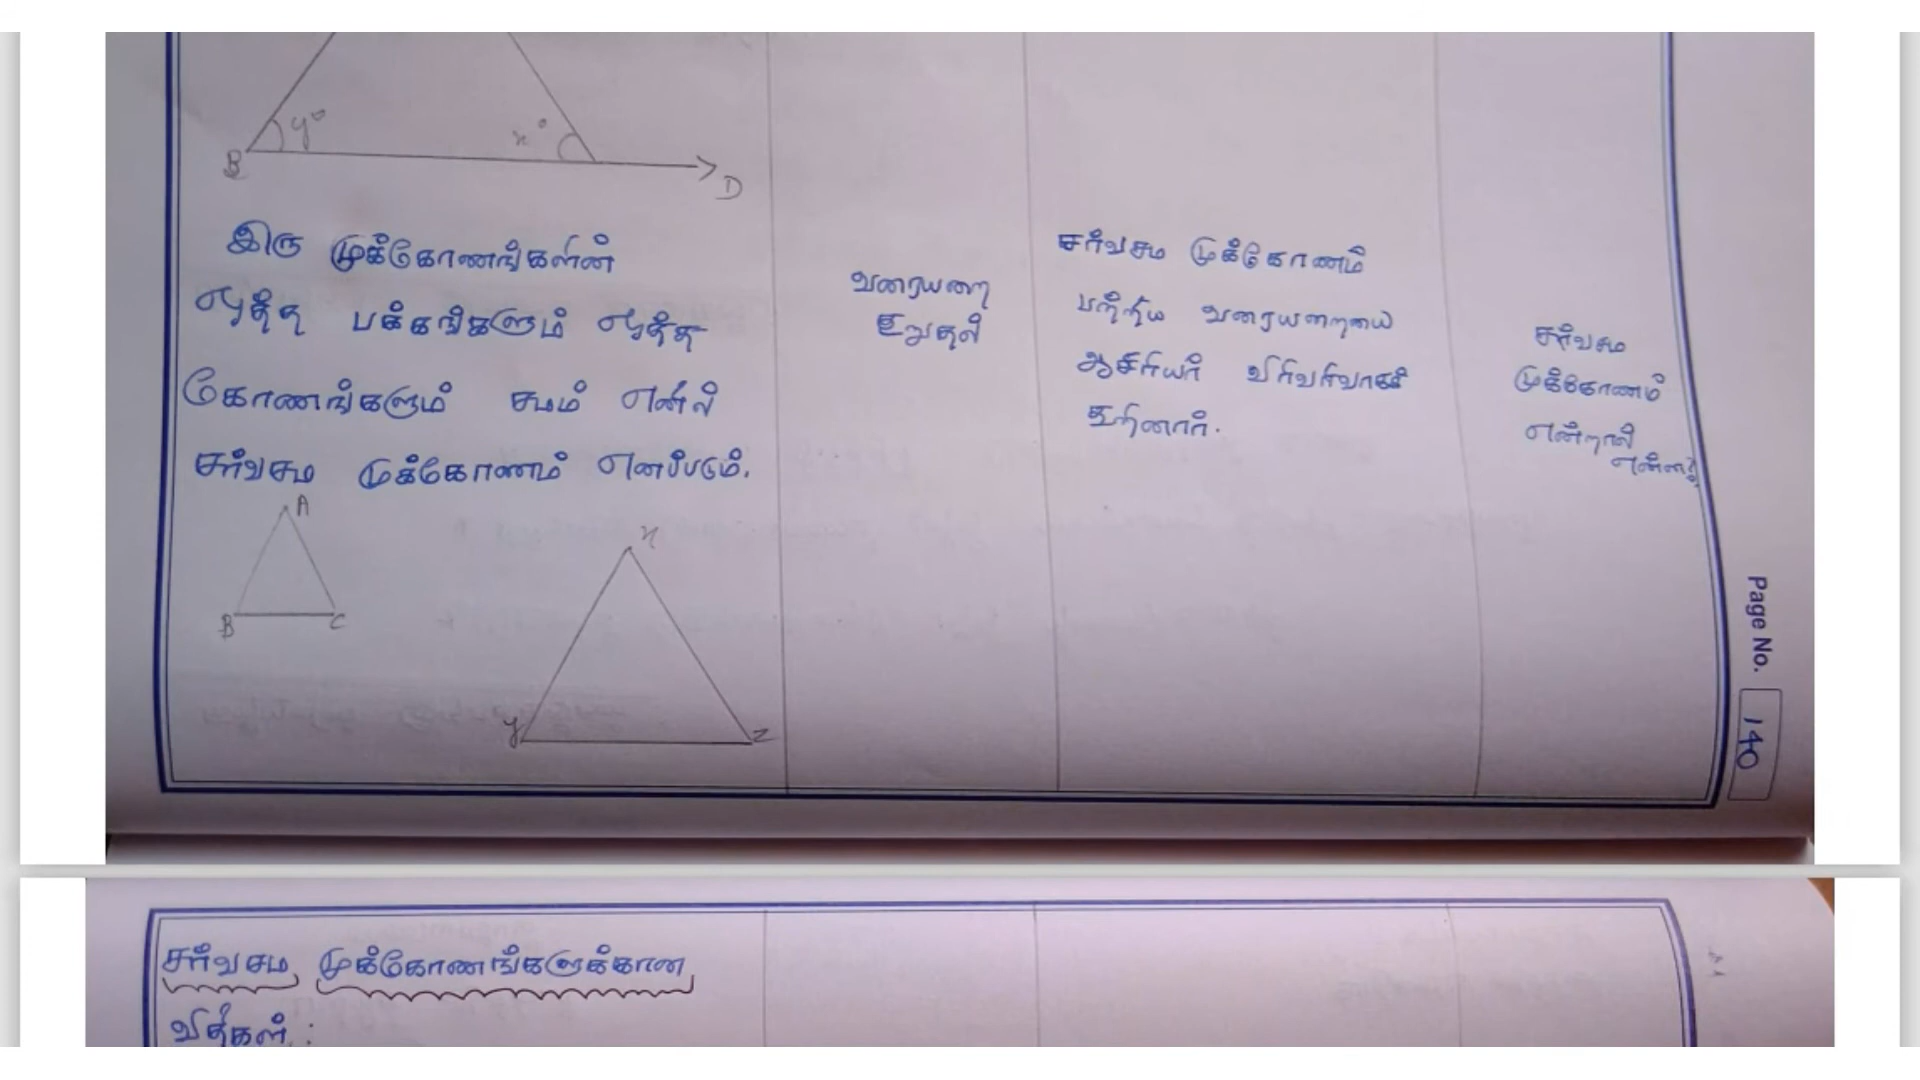 y°
x°
B
D
இரு முக்கோணங்களின்
ஒத்த பக்கங்களும் ஒத்த
கோணங்களும் சமம் எனில்
சர்வசம முக்கோணம் எனப்படும்.
A
B
C
x
y
z
வரையறை
கூறுதல்
சர்வசம முக்கோணம்
பற்றிய வரையறையை
ஆசிரியர் விரிவாகக்
கூறினார்.
சர்வசம
முக்கோணம்
என்றால்
என்ன?
Page No.
140
சர்வசம முக்கோணங்களுக்கான
விதிகள் :